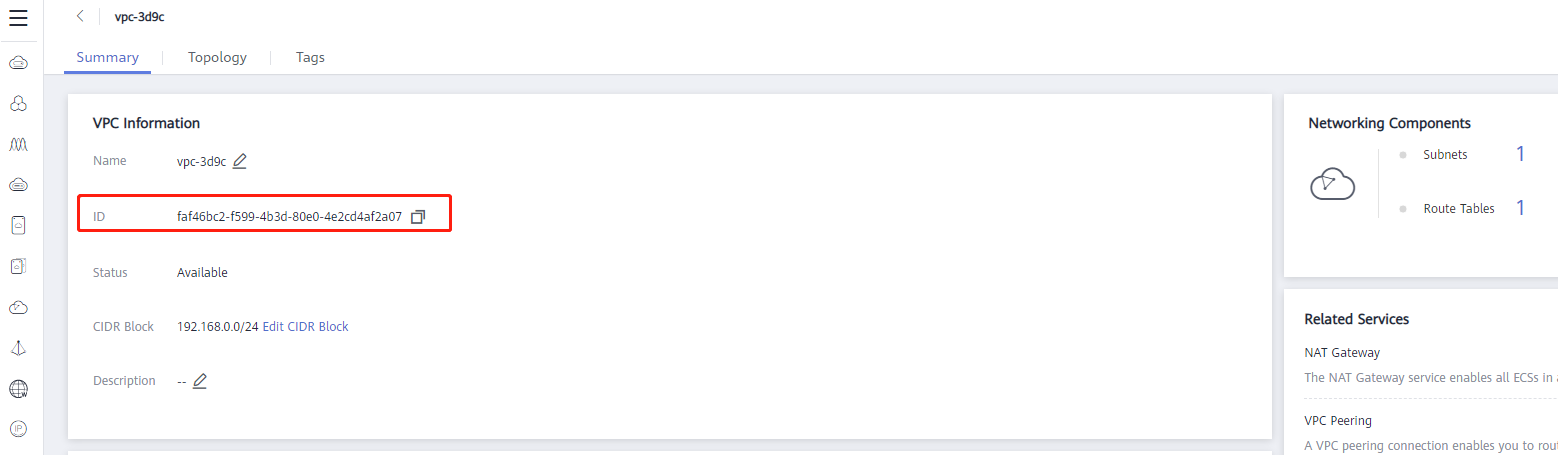 vpc-3d9c
Summary
Topology
Tags
VPC Information
Name vpc-3d9c
ID faf46bc2-f599-4b3d-80e0-4e2cd4af2a07
Status Available
CIDR Block 192.168.0.0/24 Edit CIDR Block
Description --
Networking Components
Subnets 1
Route Tables 1
Related Services
NAT Gateway
The NAT Gateway service enables all ECSs in
VPC Peering
A VPC peering connection enables you to rout
W
IP